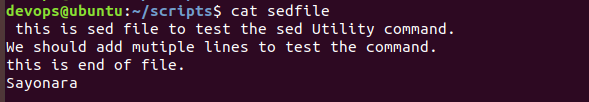 devops@ubuntu:~/scripts$ cat sedfile
 this is sed file to test the sed Utility command.
We should add mutiple lines to test the command.
this is end of file.
Sayonara